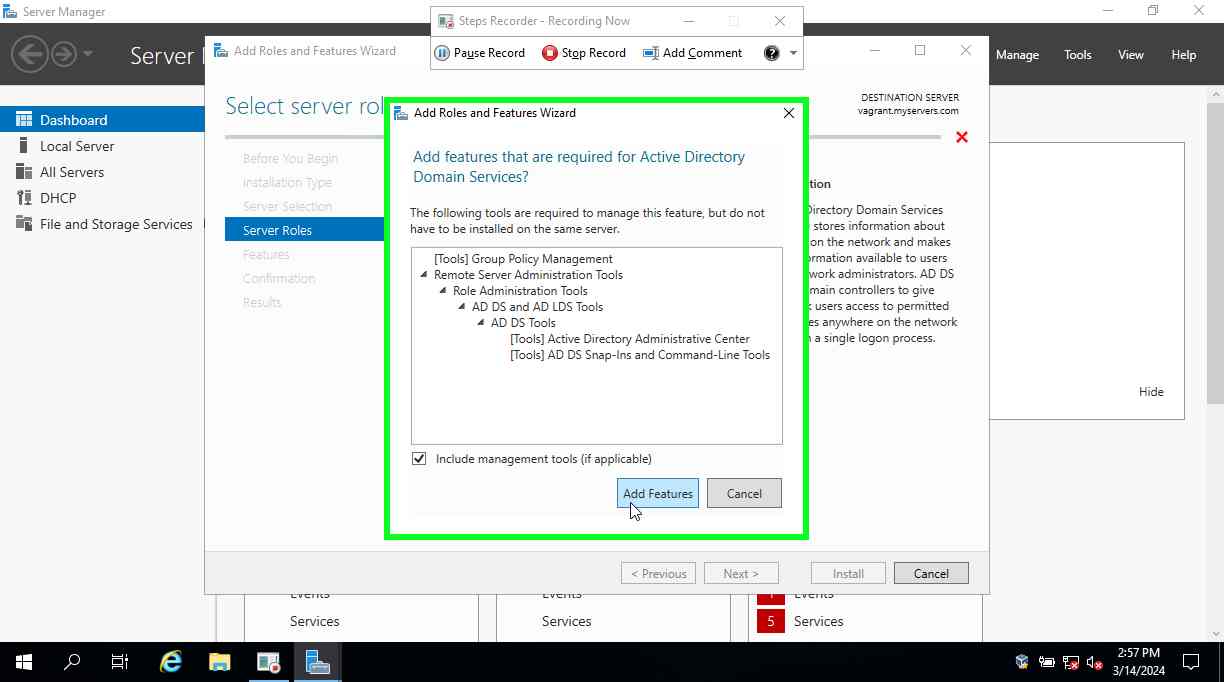 Server Manager
Steps Recorder - Recording Now
Pause Record
Stop Record
Add Comment
Server
Manage
Tools
View
Help
Add Roles and Features Wizard
Select server
DESTINATION SERVER
vagrant.myservers.com
Dashboard
Local Server
All Servers
DHCP
File and Storage Services
Before You Begin
Installation Type
Server Selection
Server Roles
Features
Confirmation
Results
Add Roles and Features Wizard
Add features that are required for Active Directory
Domain Services?
The following tools are required to manage this feature, but do not
have to be installed on the same server.
[Tools] Group Policy Management
Remote Server Administration Tools
Role Administration Tools
AD DS and AD LDS Tools
AD DS Tools
[Tools] Active Directory Administrative Center
[Tools] AD DS Snap-Ins and Command-Line Tools
Include management tools (if applicable)
Add Features
Cancel
Directory Domain Services
stores information about
on the network and makes
available to users
administrators. AD DS
controllers to give
users access to permitted
anywhere on the network
a single logon process.
Hide
< Previous
Next >
Install
Cancel
Events
Services
Events
Services
1 Events
5 Services
2:57 PM
3/14/2024